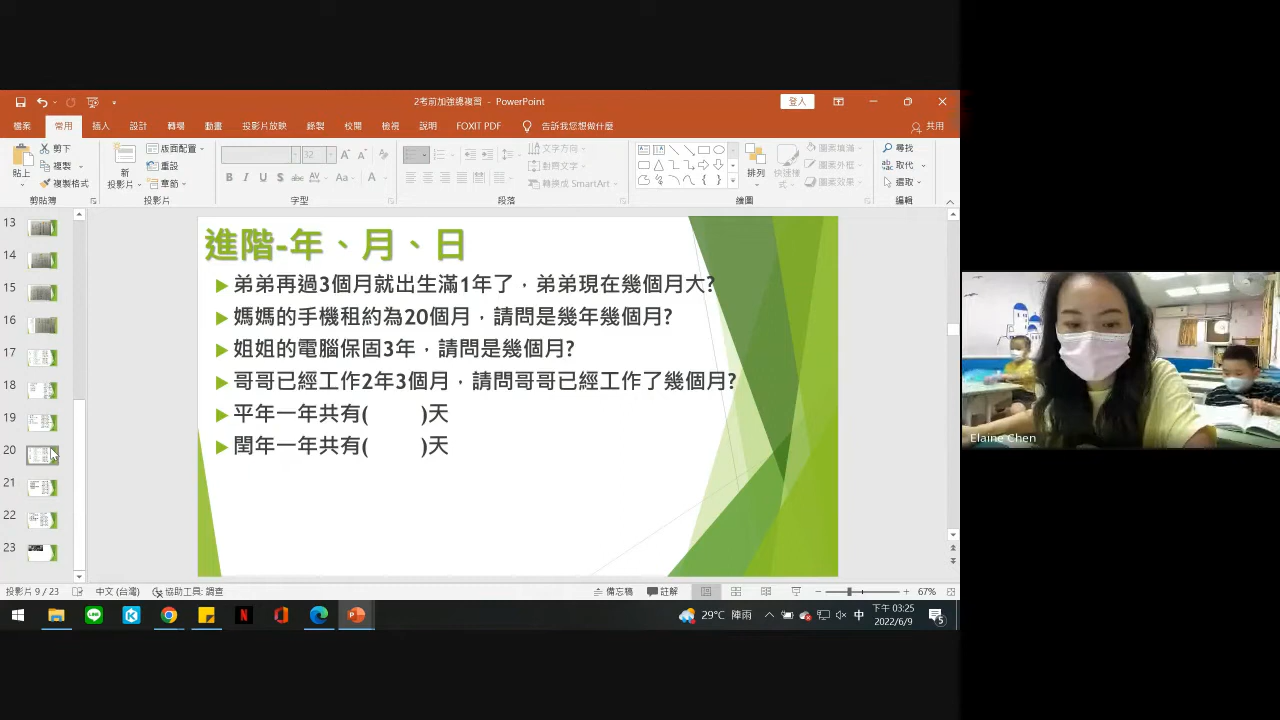 2考前加強總複習 - PowerPoint
登入
檔案 常用 插入 設計 轉場 動畫 投影片放映 錄製 校閱 檢視 說明 FOXIT PDF 告訴我您想做什麼 共用
貼上 剪下 複製 複製格式 新投影片 版面配置 重設 章節 32 文字方向 對齊文字 轉換成 SmartArt 排列 快速樣式 圖案填滿 圖案外框 圖案效果 尋找 取代 選取
剪貼簿 投影片 字型 段落 繪圖 編輯
13
14
15
16
17
18
19
20
21
22
23
進階-年、月、日
弟弟再過3個月就出生滿1年了，弟弟現在幾個月大?
媽媽的手機租約為20個月，請問是幾年幾個月?
姐姐的電腦保固3年，請問是幾個月?
哥哥已經工作2年3個月，請問哥哥已經工作了幾個月?
平年一年共有( )天
閏年一年共有( )天
Elaine Chen
投影片 9 / 23 中文 (台灣) 協助工具: 調查 備忘稿 註解 67%
29°C 陣雨 中 下午 03:25
2022/6/9 5